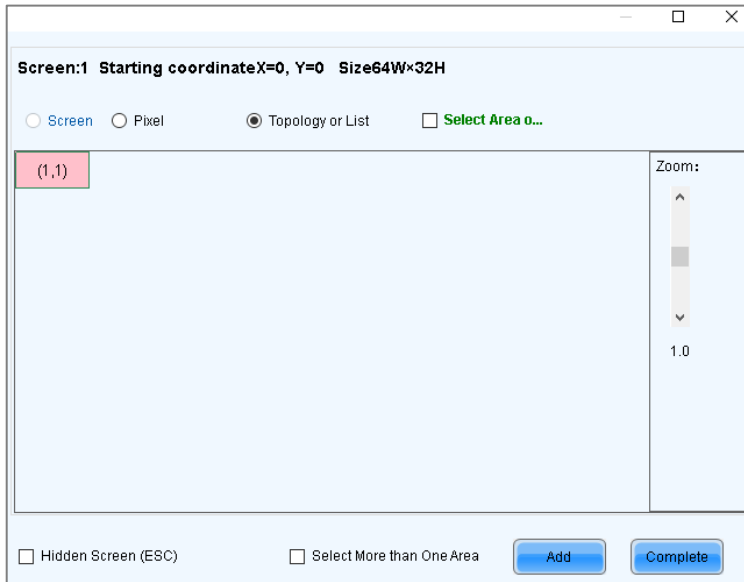 Screen:1 Starting coordinateX=0, Y=0 Size64W×32H
Screen Pixel Topology or List Select Area o...
(1,1)
Zoom:
1.0
Hidden Screen (ESC) Select More than One Area Add Complete